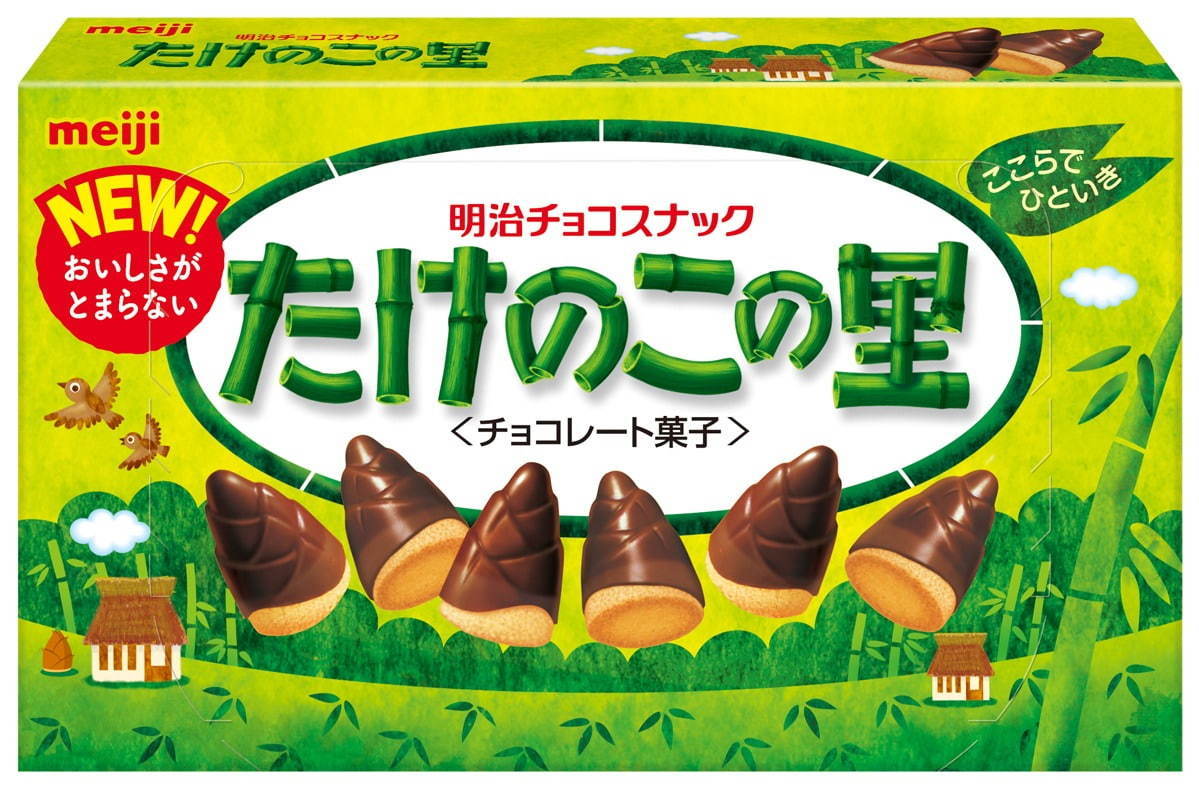 meiji
明治チョコスナック
たけのこの里
meiji
NEW!
おいしさが
とまらない
ここらで
ひといき
明治チョコスナック
たけのこの里
<チョコレート菓子>